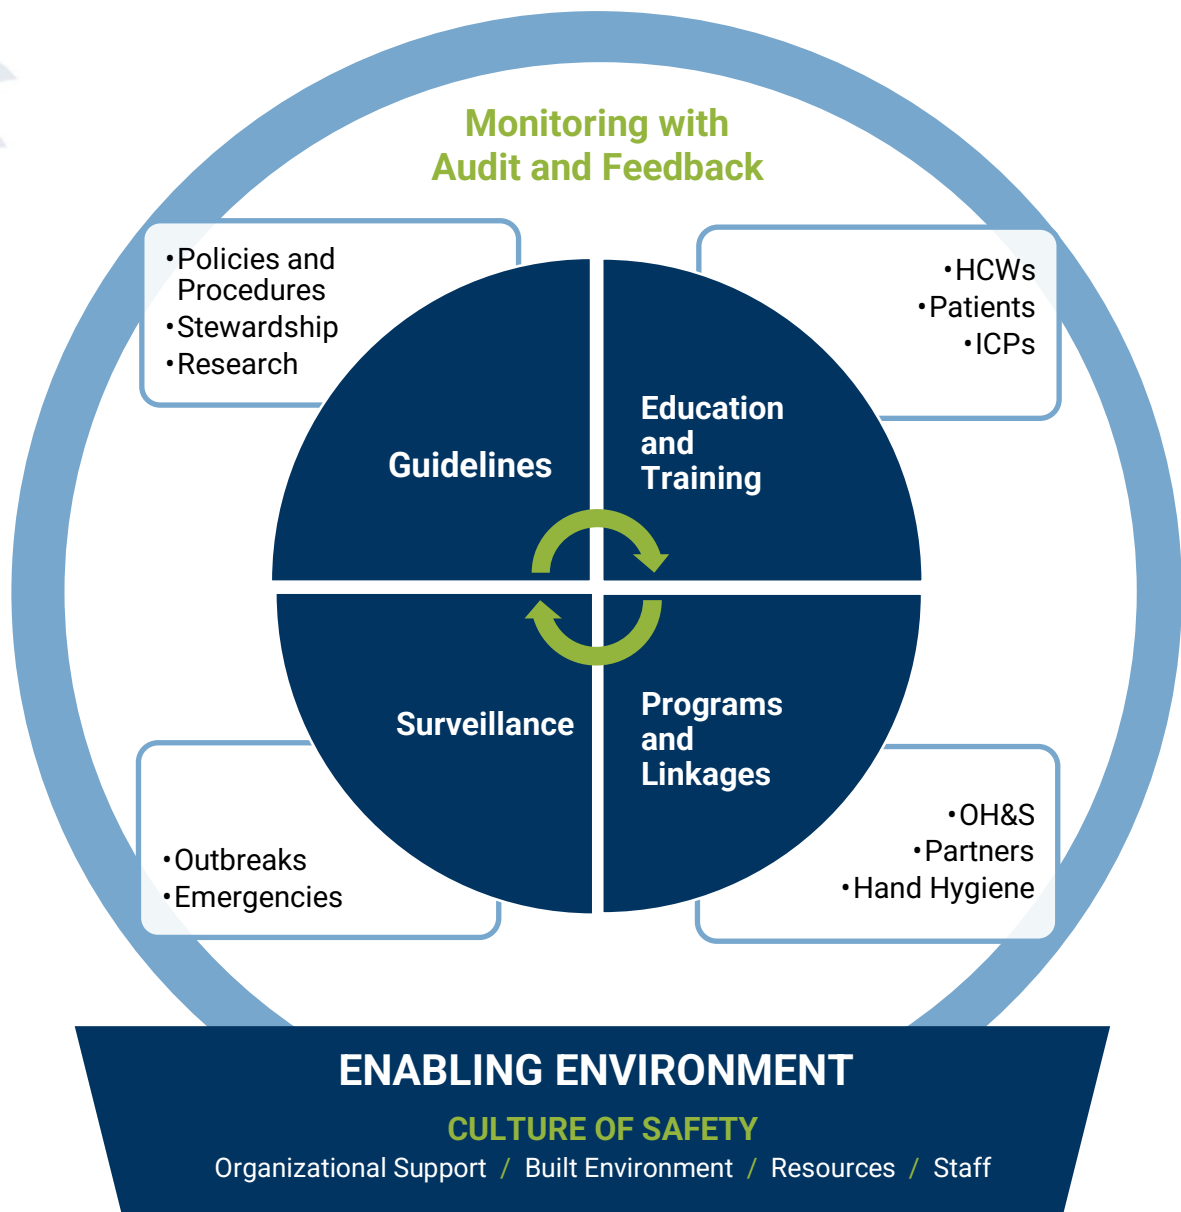 Monitoring with
Audit and Feedback
•Policies and
Procedures
•Stewardship
•Research
•HCWs
•Patients
•ICPs
Guidelines
Education
and
Training
Surveillance
Programs
and
Linkages
•Outbreaks
•Emergencies
•OH&S
•Partners
•Hand Hygiene
ENABLING ENVIRONMENT
CULTURE OF SAFETY
Organizational Support / Built Environment / Resources / Staff